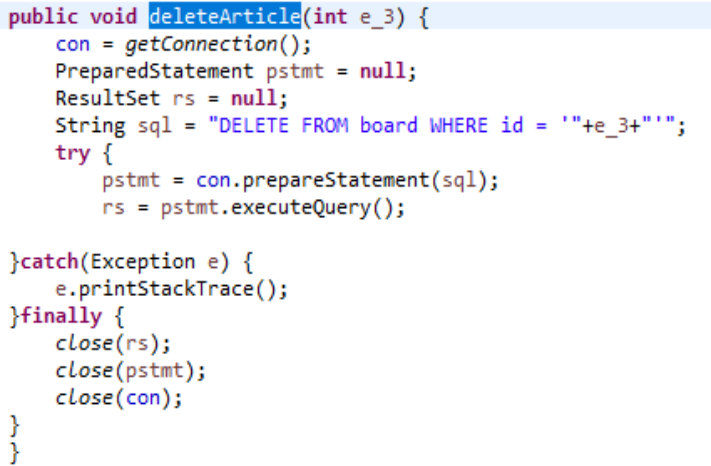 public void deleteArticle(int e_3) {
    con = getConnection();
    PreparedStatement pstmt = null;
    ResultSet rs = null;
    String sql = "DELETE FROM board WHERE id = '"+e_3+"'";
    try {
        pstmt = con.prepareStatement(sql);
        rs = pstmt.executeQuery();

}catch(Exception e) {
    e.printStackTrace();
}finally {
    close(rs);
    close(pstmt);
    close(con);
}
}